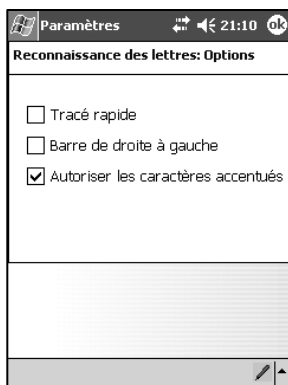 Paramètres 21:10 ok
Reconnaissance des lettres: Options
Tracé rapide
Barre de droite à gauche
Autoriser les caractères accentués